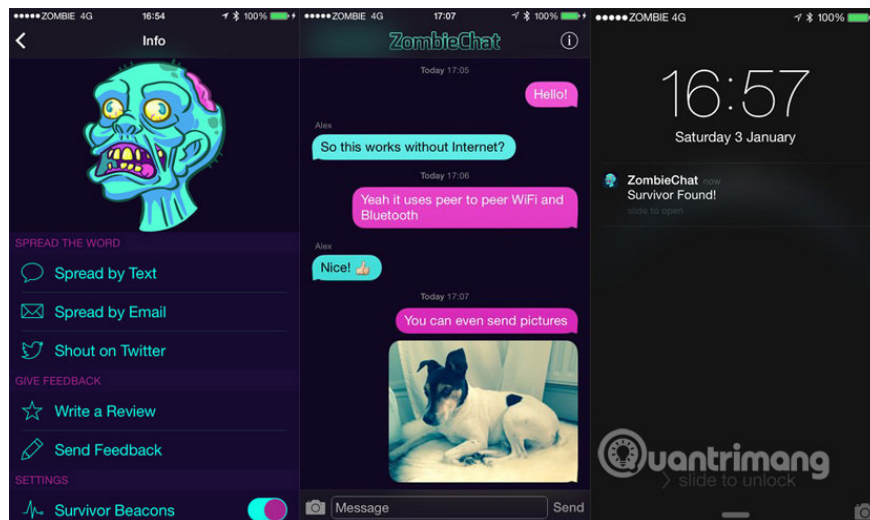 ZOMBIE 4G 16:54 100%
Info
SPREAD THE WORD
Spread by Text
Spread by Email
Shout on Twitter
GIVE FEEDBACK
Write a Review
Send Feedback
SETTINGS
Survivor Beacons
ZOMBIE 4G 17:07 100%
ZombieChat
Today 17:05
Hello!
Alex
So this works without Internet?
Today 17:06
Yeah it uses peer to peer WiFi and
Bluetooth
Alex
Nice! 👍
Today 17:07
You can even send pictures
Message
Send
ZOMBIE 4G 100%
16:57
Saturday 3 January
ZombieChat now
Survivor Found!
slide to open
Quantrimang
> slide to unlock